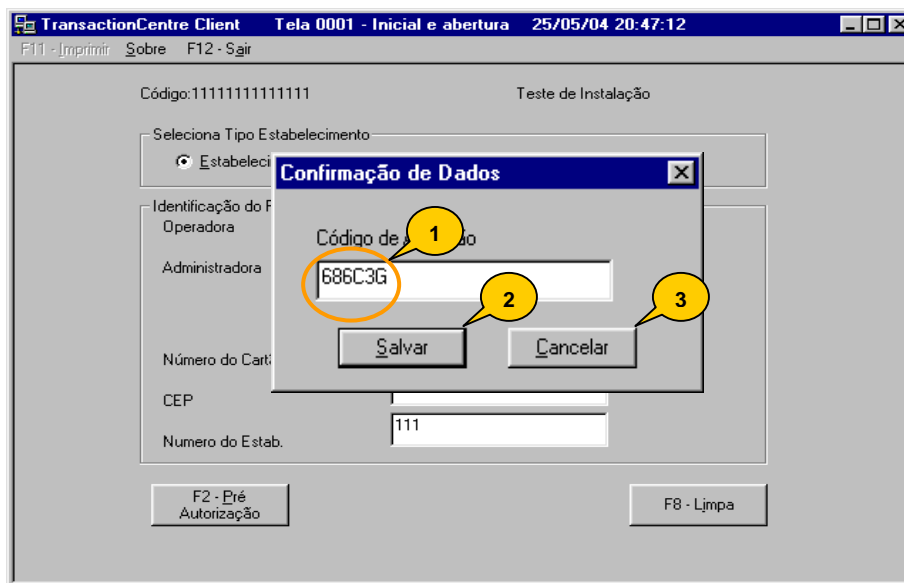 TransactionCentre Client Tela 0001 - Inicial e abertura 25/05/04 20:47:12
F11 - Imprimir Sobre F12 - Sair
Código:11111111111111 Teste de Instalação
Seleciona Tipo Estabelecimento
Confirmação de Dados
Identificação do
Operadora
Código de
1
Administradora
686C3G
2
3
Salvar Cancelar
Número do
CEP
111
Numero do Estab.
F2 - Pré
Autorização
F8 - Limpa